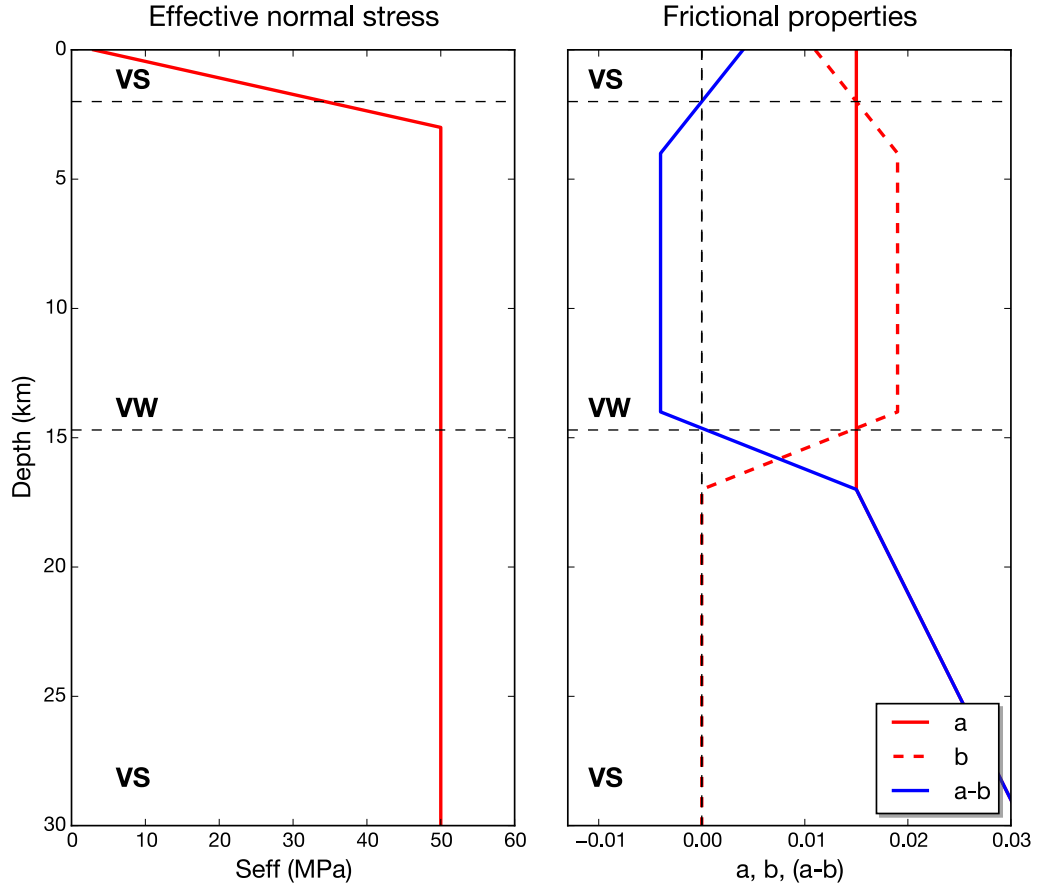 Effective normal stress
VS
VW
VS
0
5
10
15
20
25
30
Depth (km)
0
10
20
30
40
50
60
Seff (MPa)
Frictional properties
VS
VW
VS
a
b
a-b
−0.01
0.00
0.01
0.02
0.03
a, b, (a-b)